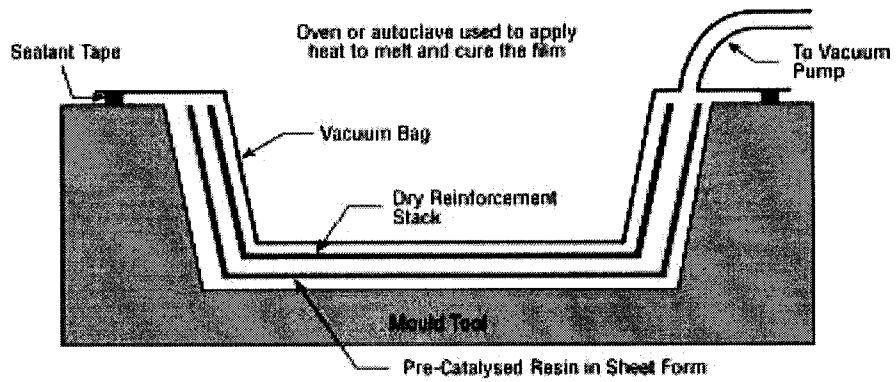 Oven or autoclave used to apply
heat to melt and cure the film
Sealant Tape
To Vacuum
Pump
Vacuum Bag
Dry Reinforcement
Stack
Mould Tool
Pre-Catalysed Resin in Sheet Form